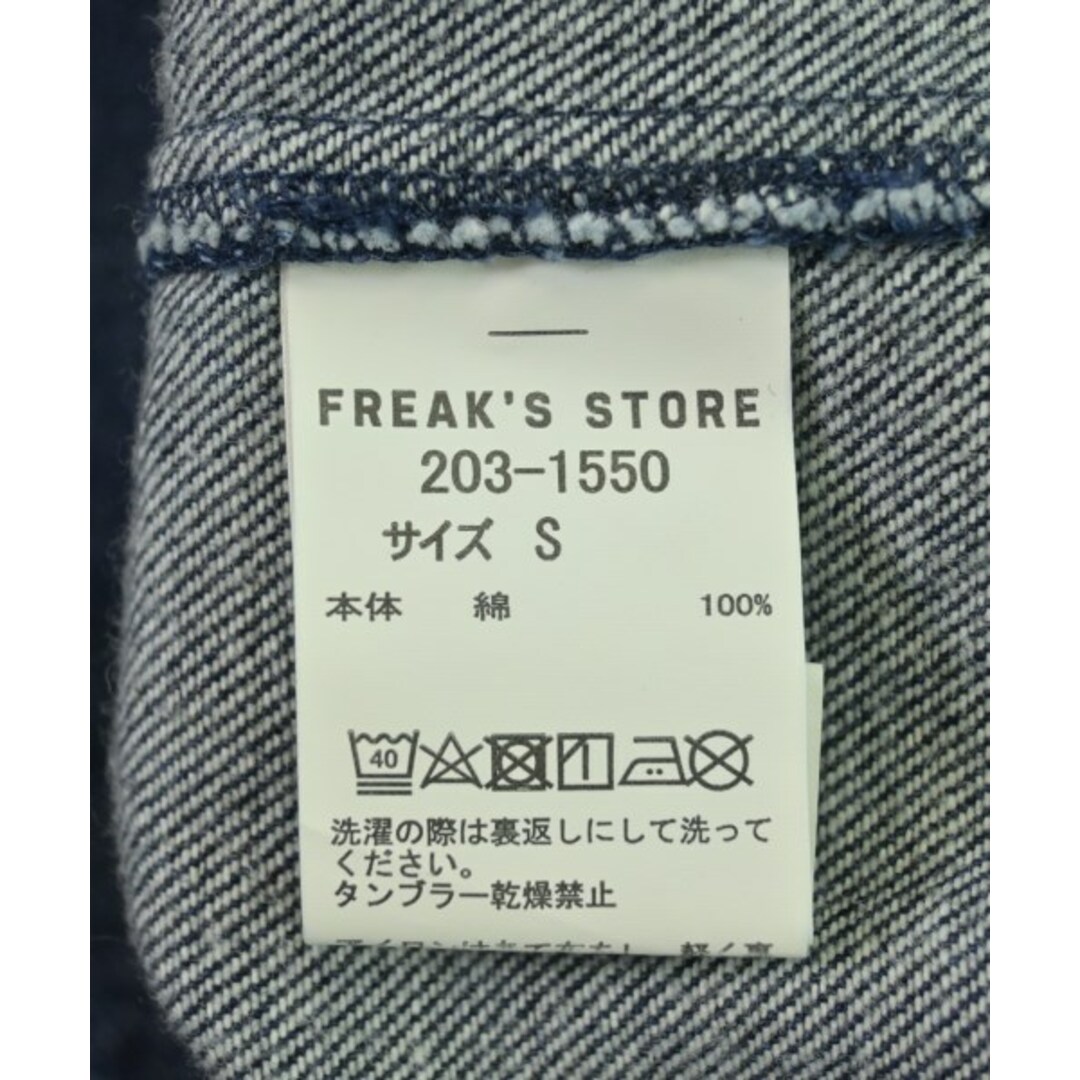 FREAK'S STORE
203-1550
サイズ S
本体 綿 100%
40
洗濯の際は裏返しにして洗って
ください。
タンブラー乾燥禁止